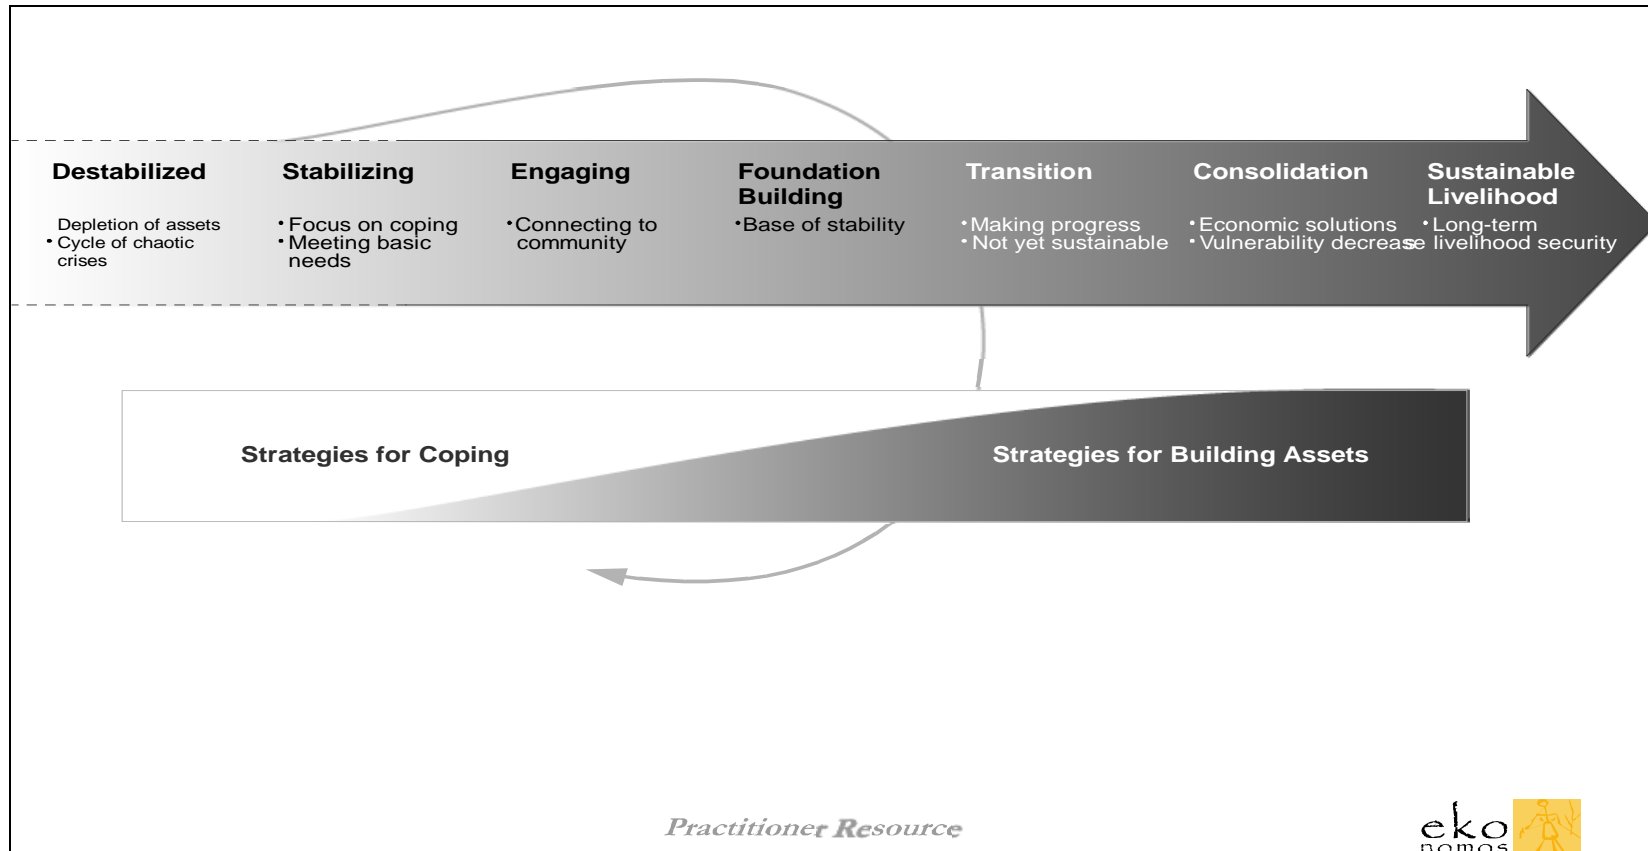 Destabilized
Depletion of assets
• Cycle of chaotic
crises
Stabilizing
• Focus on coping
• Meeting basic
needs
Engaging
• Connecting to
community
Foundation
Building
• Base of stability
Transition
• Making progress
• Not yet sustainable
Consolidation
• Economic solutions
• Vulnerability decrease
Sustainable
Livelihood
• Long-term
livelihood security
Strategies for Coping
Strategies for Building Assets
Practitioner Resource
eko
nomos